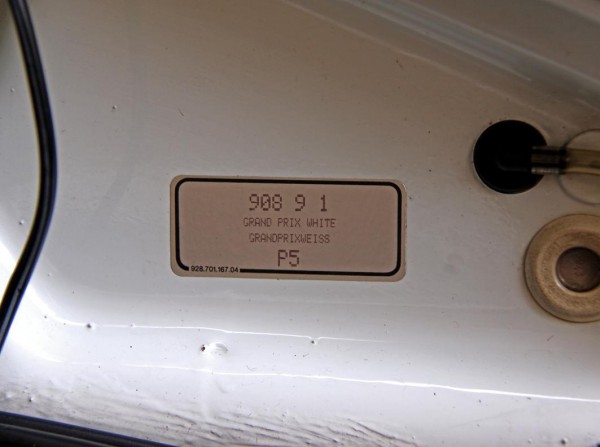 908 9 1
GRAND PRIX WHITE
GRANDPRIXWEISS
P5
928.701.167.04